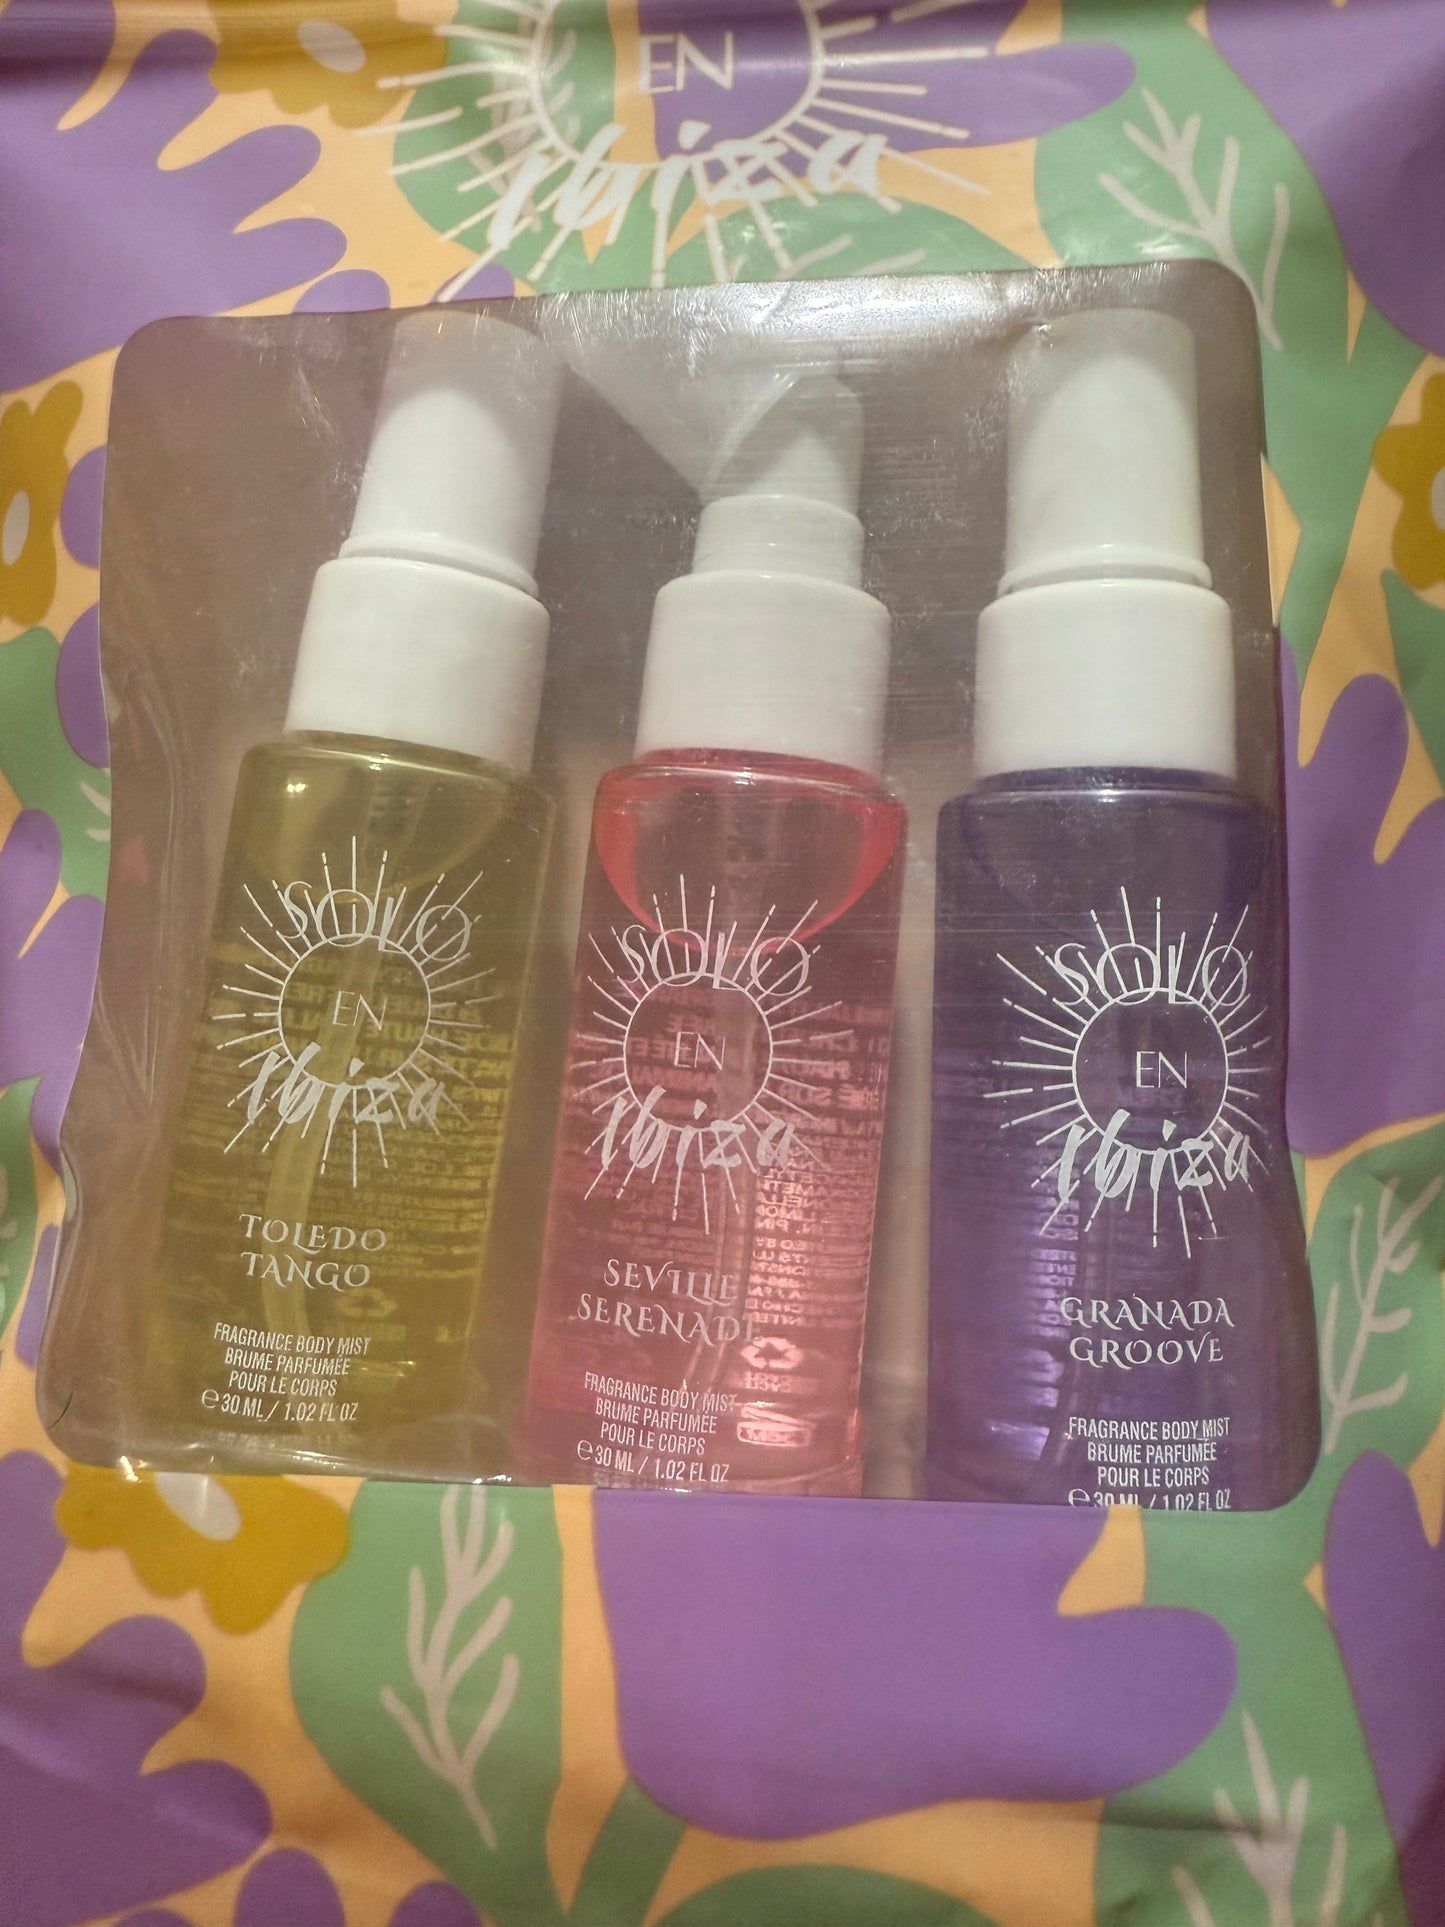 EN
Ibiza
SOLO
EN
Ibiza
TOLEDO
TANGO
FRAGRANCE BODY MIST
BRUME PARFUMÉE
POUR LE CORPS
℮30 ML / 1.02 FL OZ
SOLO
EN
Ibiza
SEVILLE
SERENADE
FRAGRANCE BODY MIST
BRUME PARFUMÉE
POUR LE CORPS
℮30 ML / 1.02 FL OZ
SOLO
EN
Ibiza
GRANADA
GROOVE
FRAGRANCE BODY MIST
BRUME PARFUMÉE
POUR LE CORPS
℮30 ML / 1.02 FL OZ